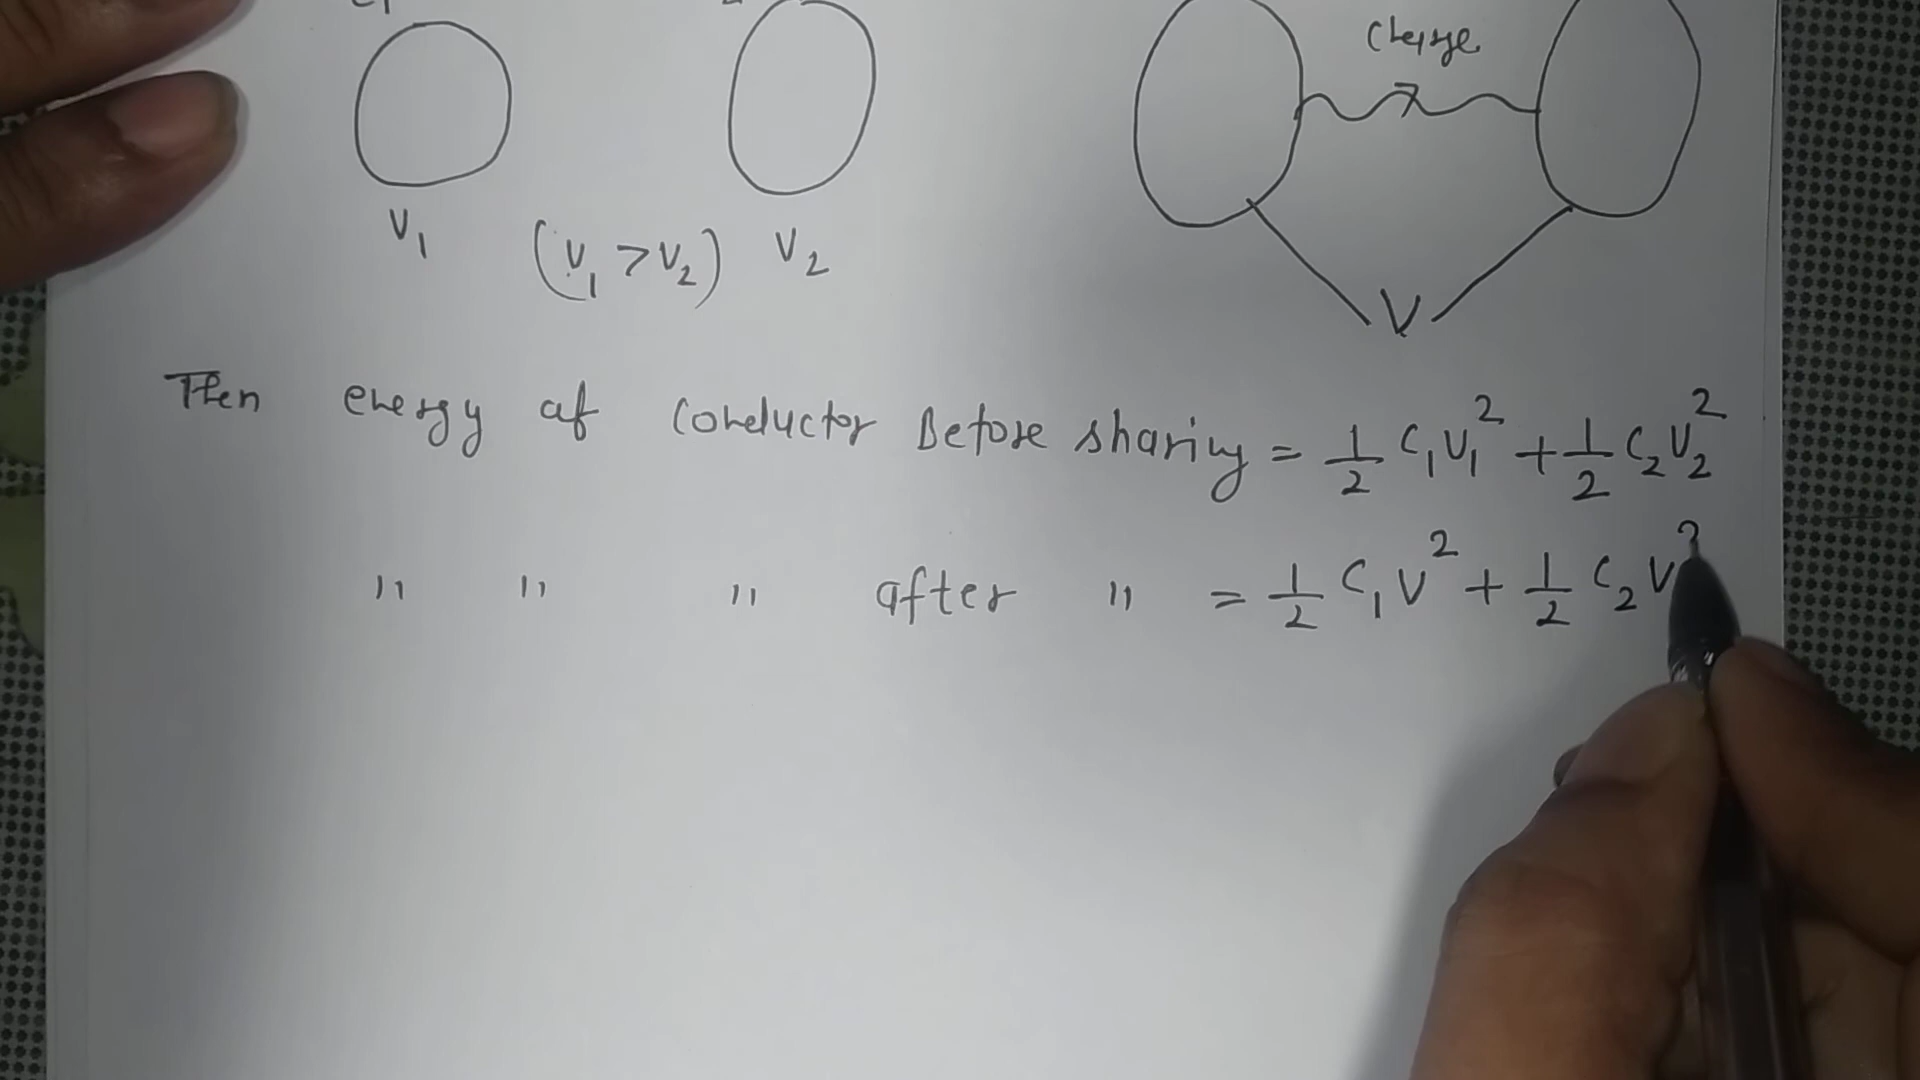 Charge
V₁ (V₁ > V₂) V₂
V
Then energy of Conductor Before sharing = 1/2 C₁V₁² + 1/2 C₂V₂²
" " " after " = 1/2 C₁V² + 1/2 C₂V²